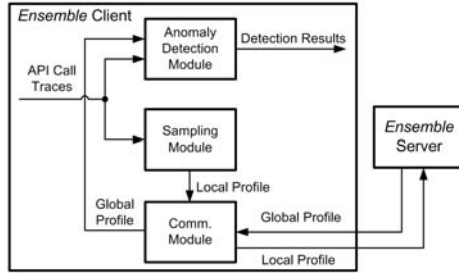 Ensemble Client
Anomaly
Detection
Module
Detection Results
API Call
Traces
Sampling
Module
Ensemble
Server
Local Profile
Global
Profile
Comm.
Module
Global Profile
Local Profile